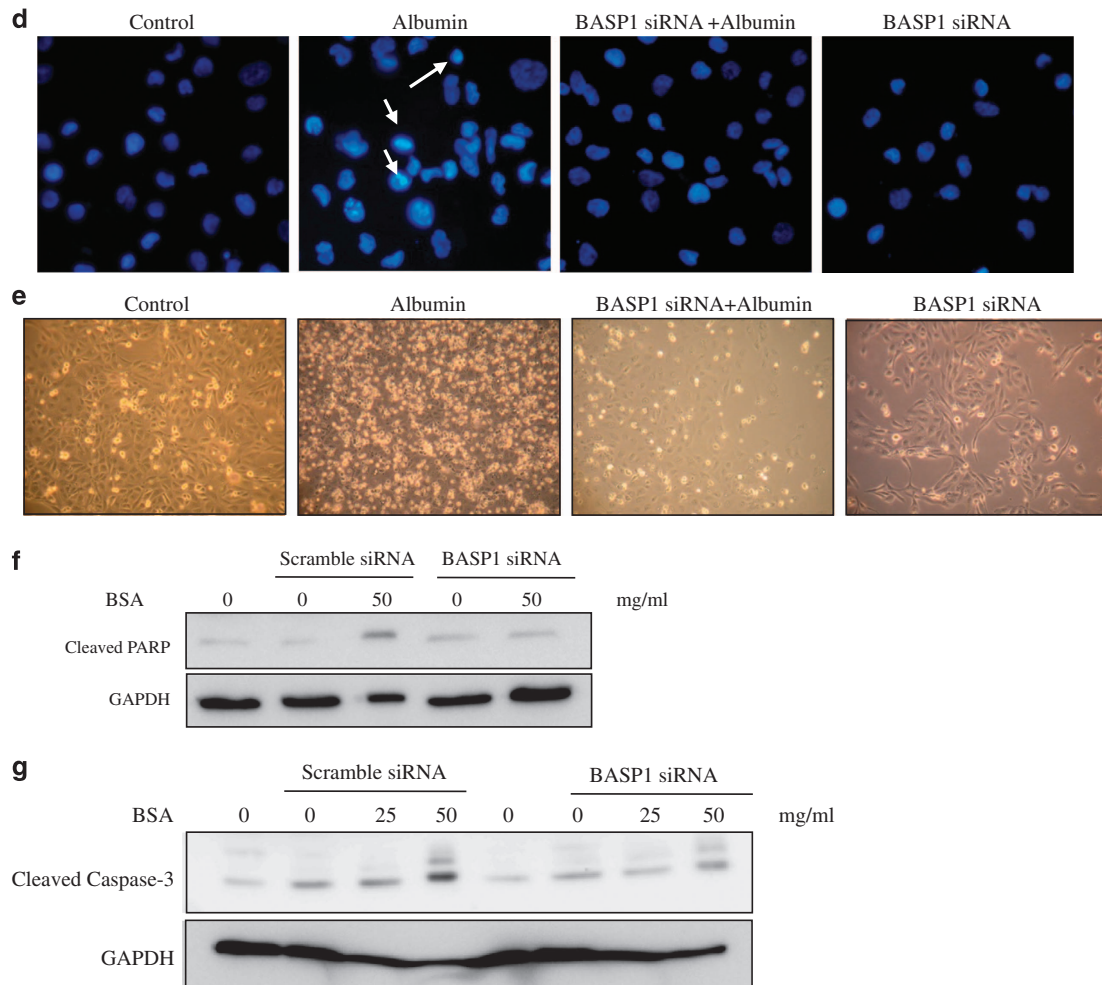 d
Control Albumin BASP1 siRNA +Albumin BASP1 siRNA
e
Control Albumin BASP1 siRNA+Albumin BASP1 siRNA
f
Scramble siRNA BASP1 siRNA
BSA 0 0 50 0 50 mg/ml
Cleaved PARP
GAPDH
g
Scramble siRNA BASP1 siRNA
BSA 0 0 25 50 0 0 25 50 mg/ml
Cleaved Caspase-3
GAPDH